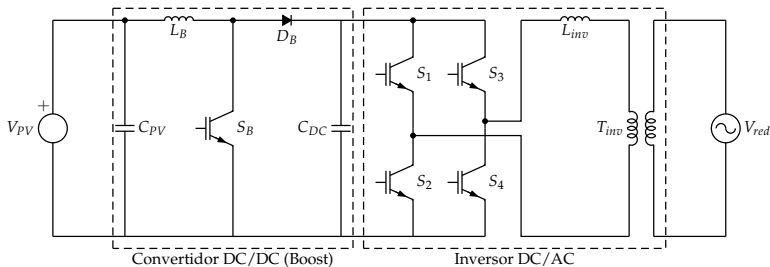 L_B
D_B
L_inv
S_1
S_3
+
V_PV
C_PV
S_B
C_DC
T_inv
V_red
S_2
S_4
Convertidor DC/DC (Boost)
Inversor DC/AC